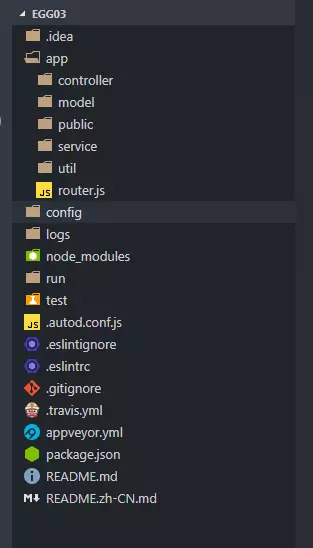 EGG03
.idea
app
controller
model
public
service
util
JS router.js
config
logs
node_modules
run
test
JS .autod.conf.js
.eslintignore
.eslintrc
.gitignore
.travis.yml
appveyor.yml
package.json
i README.md
M README.zh-CN.md